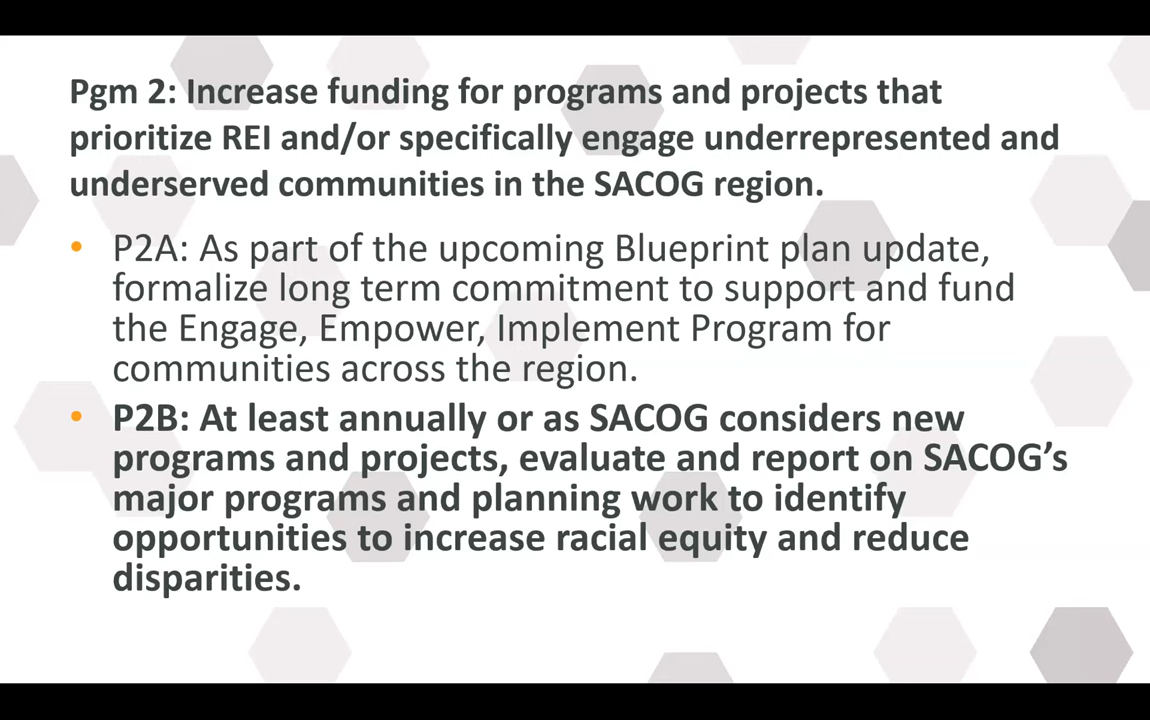 Pgm 2: Increase funding for programs and projects that
prioritize REI and/or specifically engage underrepresented and
underserved communities in the SACOG region.
• P2A: As part of the upcoming Blueprint plan update,
formalize long term commitment to support and fund
the Engage, Empower, Implement Program for
communities across the region.
• P2B: At least annually or as SACOG considers new
programs and projects, evaluate and report on SACOG’s
major programs and planning work to identify
opportunities to increase racial equity and reduce
disparities.